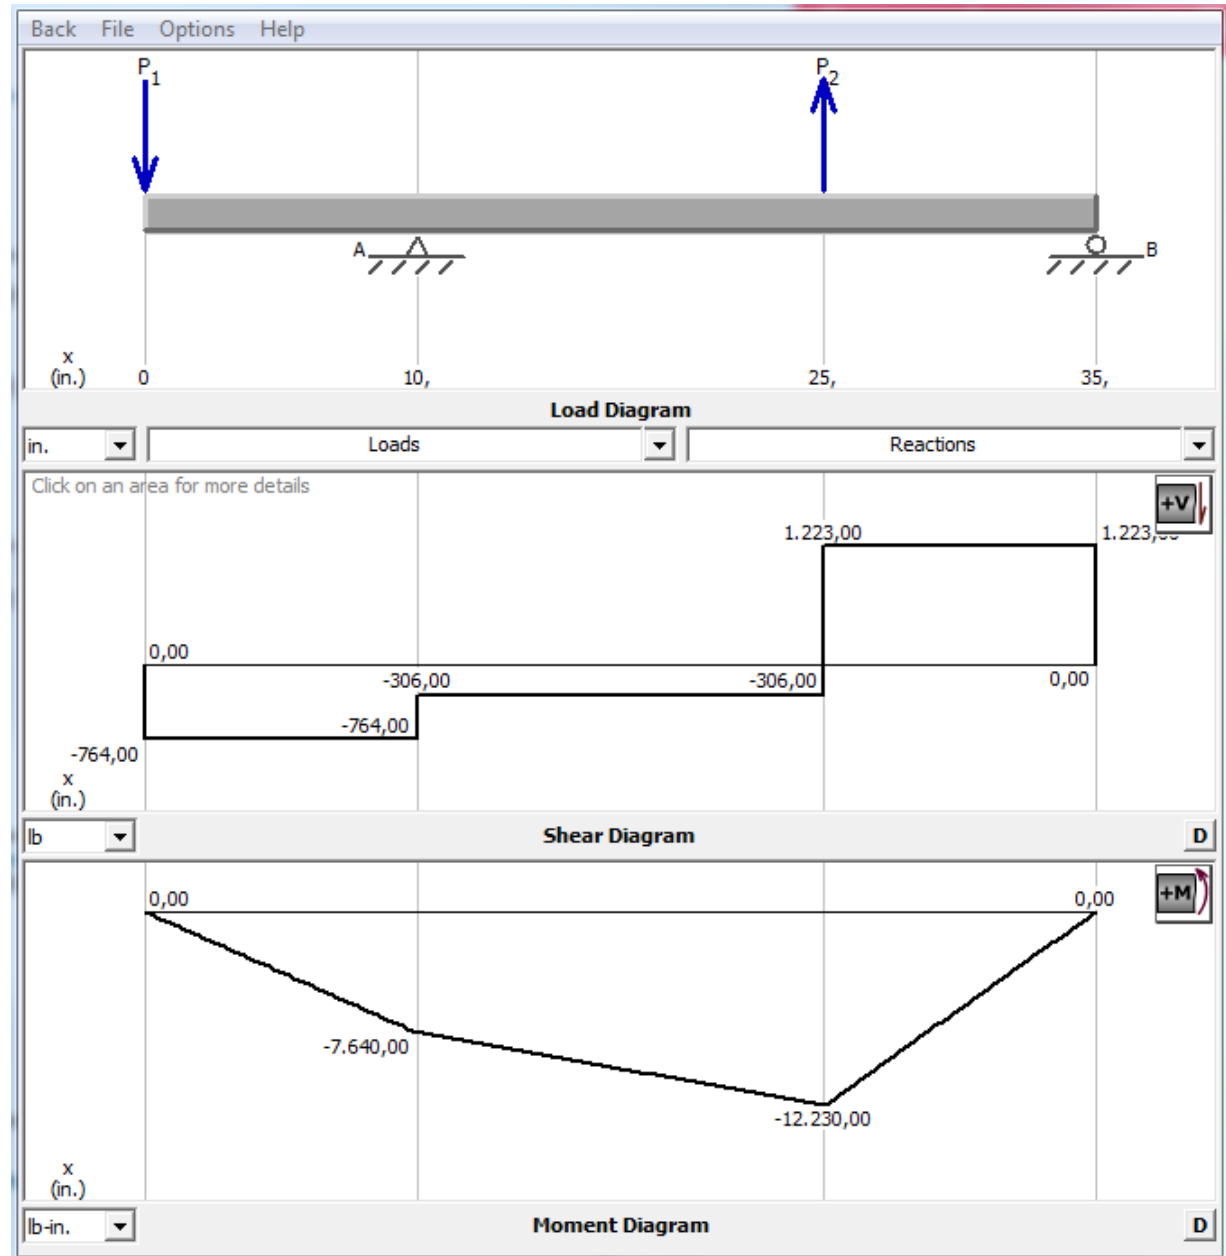 Back File Options Help
P1 P2
A B
x
(in.) 0 10, 25, 35,
Load Diagram
in. Loads Reactions
Click on an area for more details +V
1.223,00 1.223,
0,00
-306,00 -306,00 0,00
-764,00
-764,00
x
(in.)
lb Shear Diagram D
0,00 0,00 +M
-7.640,00
-12.230,00
x
(in.)
lb-in. Moment Diagram D